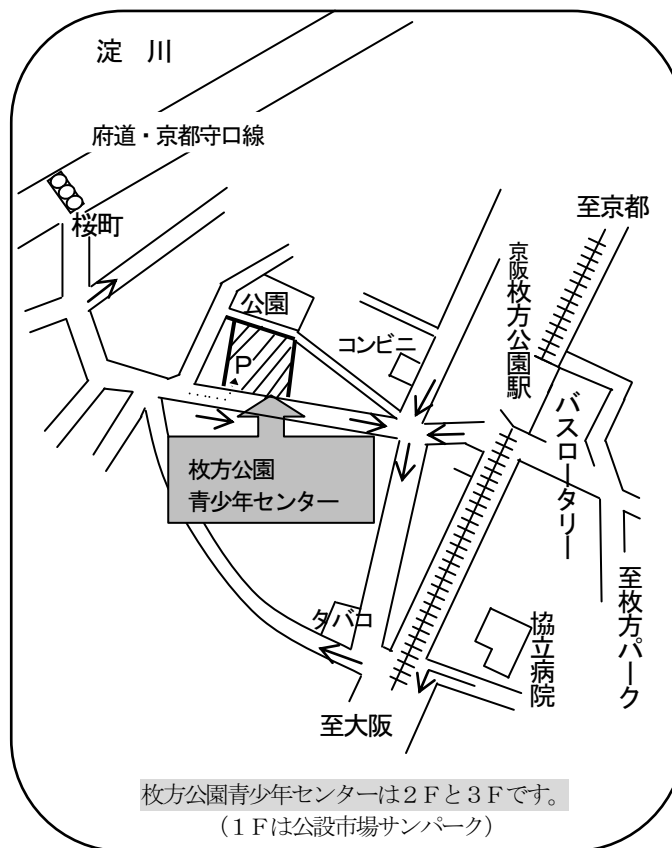 淀　川
府道・京都守口線
桜町
至京都
京阪枚方公園駅
公園
コンビニ
P
バスロータリー
枚方公園
青少年センター
至枚方パーク
タバコ
協立病院
至大阪
枚方公園青少年センターは２Ｆと３Ｆです。
（１Ｆは公設市場サンパーク）